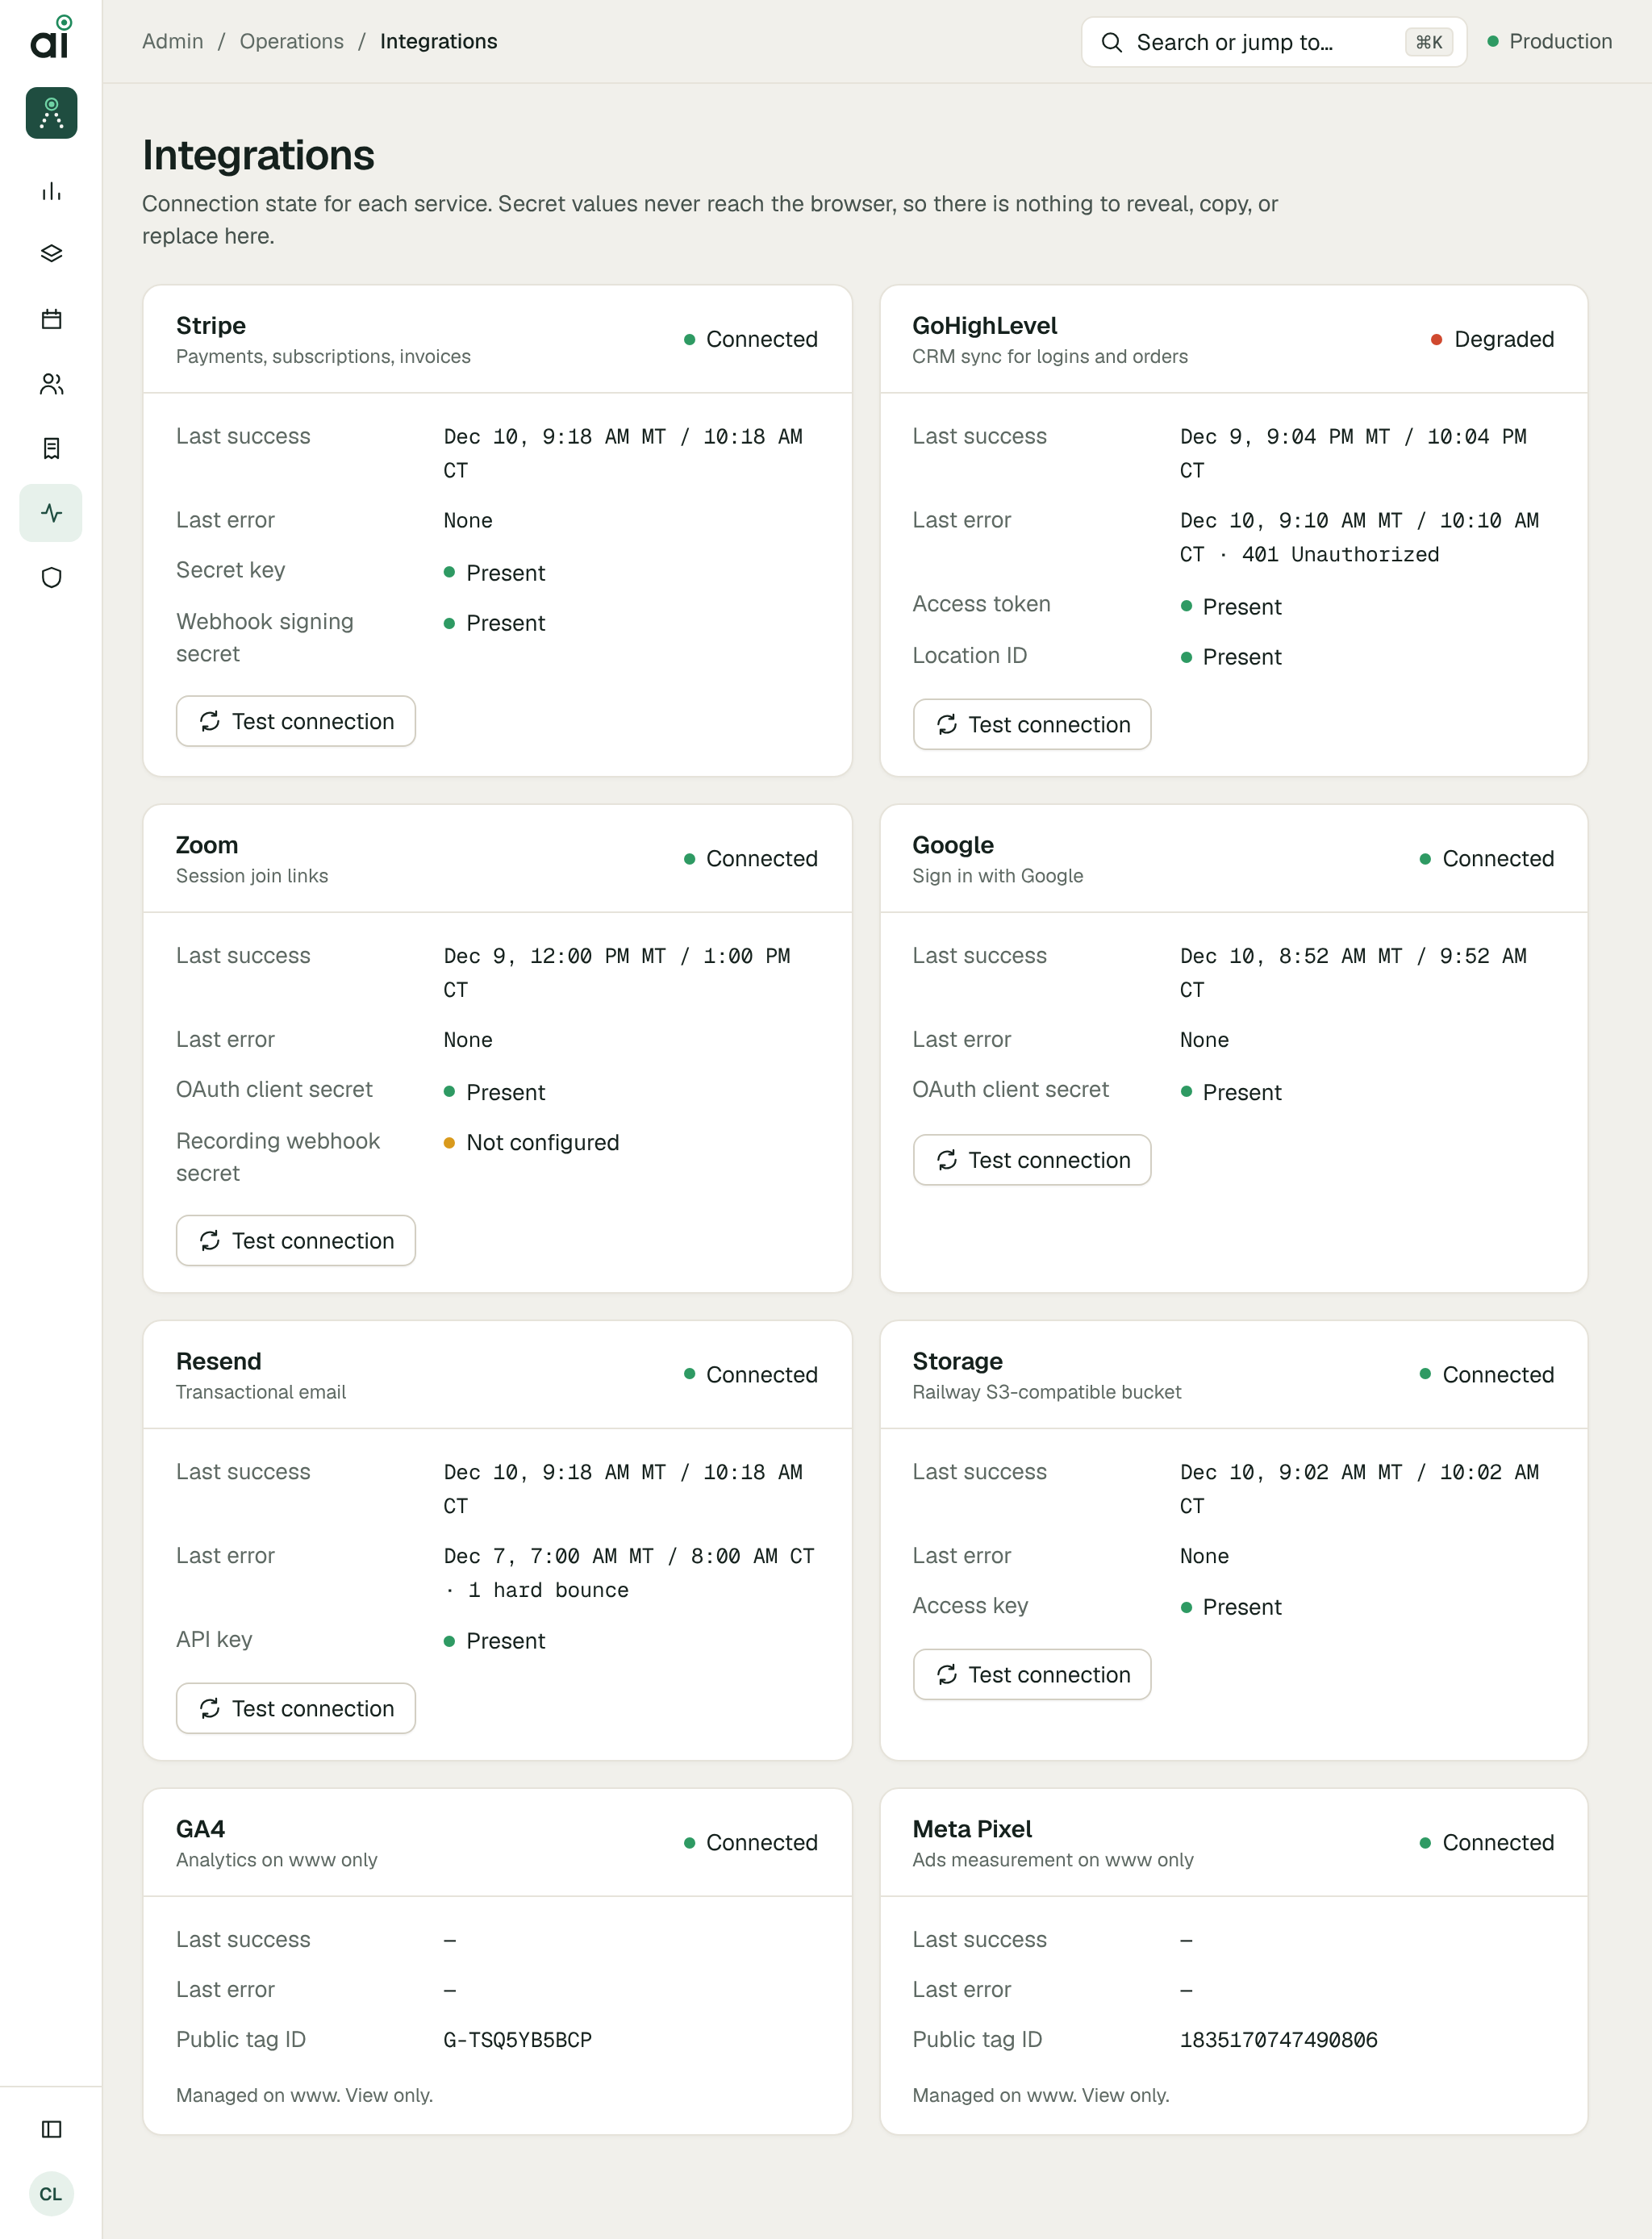 ai
Admin / Operations / Integrations
Search or jump to… ⌘K
Production
Integrations
Connection state for each service. Secret values never reach the browser, so there is nothing to reveal, copy, or
replace here.
Stripe
Payments, subscriptions, invoices
Connected
Last success
Dec 10, 9:18 AM MT / 10:18 AM
CT
Last error
None
Secret key
Present
Webhook signing
secret
Present
Test connection
GoHighLevel
CRM sync for logins and orders
Degraded
Last success
Dec 9, 9:04 PM MT / 10:04 PM
CT
Last error
Dec 10, 9:10 AM MT / 10:10 AM
CT · 401 Unauthorized
Access token
Present
Location ID
Present
Test connection
Zoom
Session join links
Connected
Last success
Dec 9, 12:00 PM MT / 1:00 PM
CT
Last error
None
OAuth client secret
Present
Recording webhook
secret
Not configured
Test connection
Google
Sign in with Google
Connected
Last success
Dec 10, 8:52 AM MT / 9:52 AM
CT
Last error
None
OAuth client secret
Present
Test connection
Resend
Transactional email
Connected
Last success
Dec 10, 9:18 AM MT / 10:18 AM
CT
Last error
Dec 7, 7:00 AM MT / 8:00 AM CT
· 1 hard bounce
API key
Present
Test connection
Storage
Railway S3-compatible bucket
Connected
Last success
Dec 10, 9:02 AM MT / 10:02 AM
CT
Last error
None
Access key
Present
Test connection
GA4
Analytics on www only
Connected
Last success
–
Last error
–
Public tag ID
G-TSQ5YB5BCP
Managed on www. View only.
Meta Pixel
Ads measurement on www only
Connected
Last success
–
Last error
–
Public tag ID
1835170747490806
Managed on www. View only.
CL